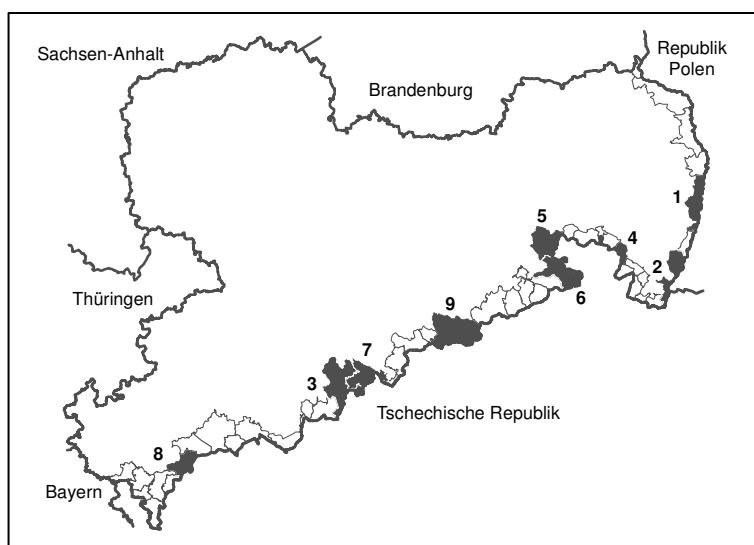 Sachsen-Anhalt
Republik
Polen
Brandenburg
1
5
4
2
Thüringen
6
9
7
3
Tschechische Republik
8
Bayern